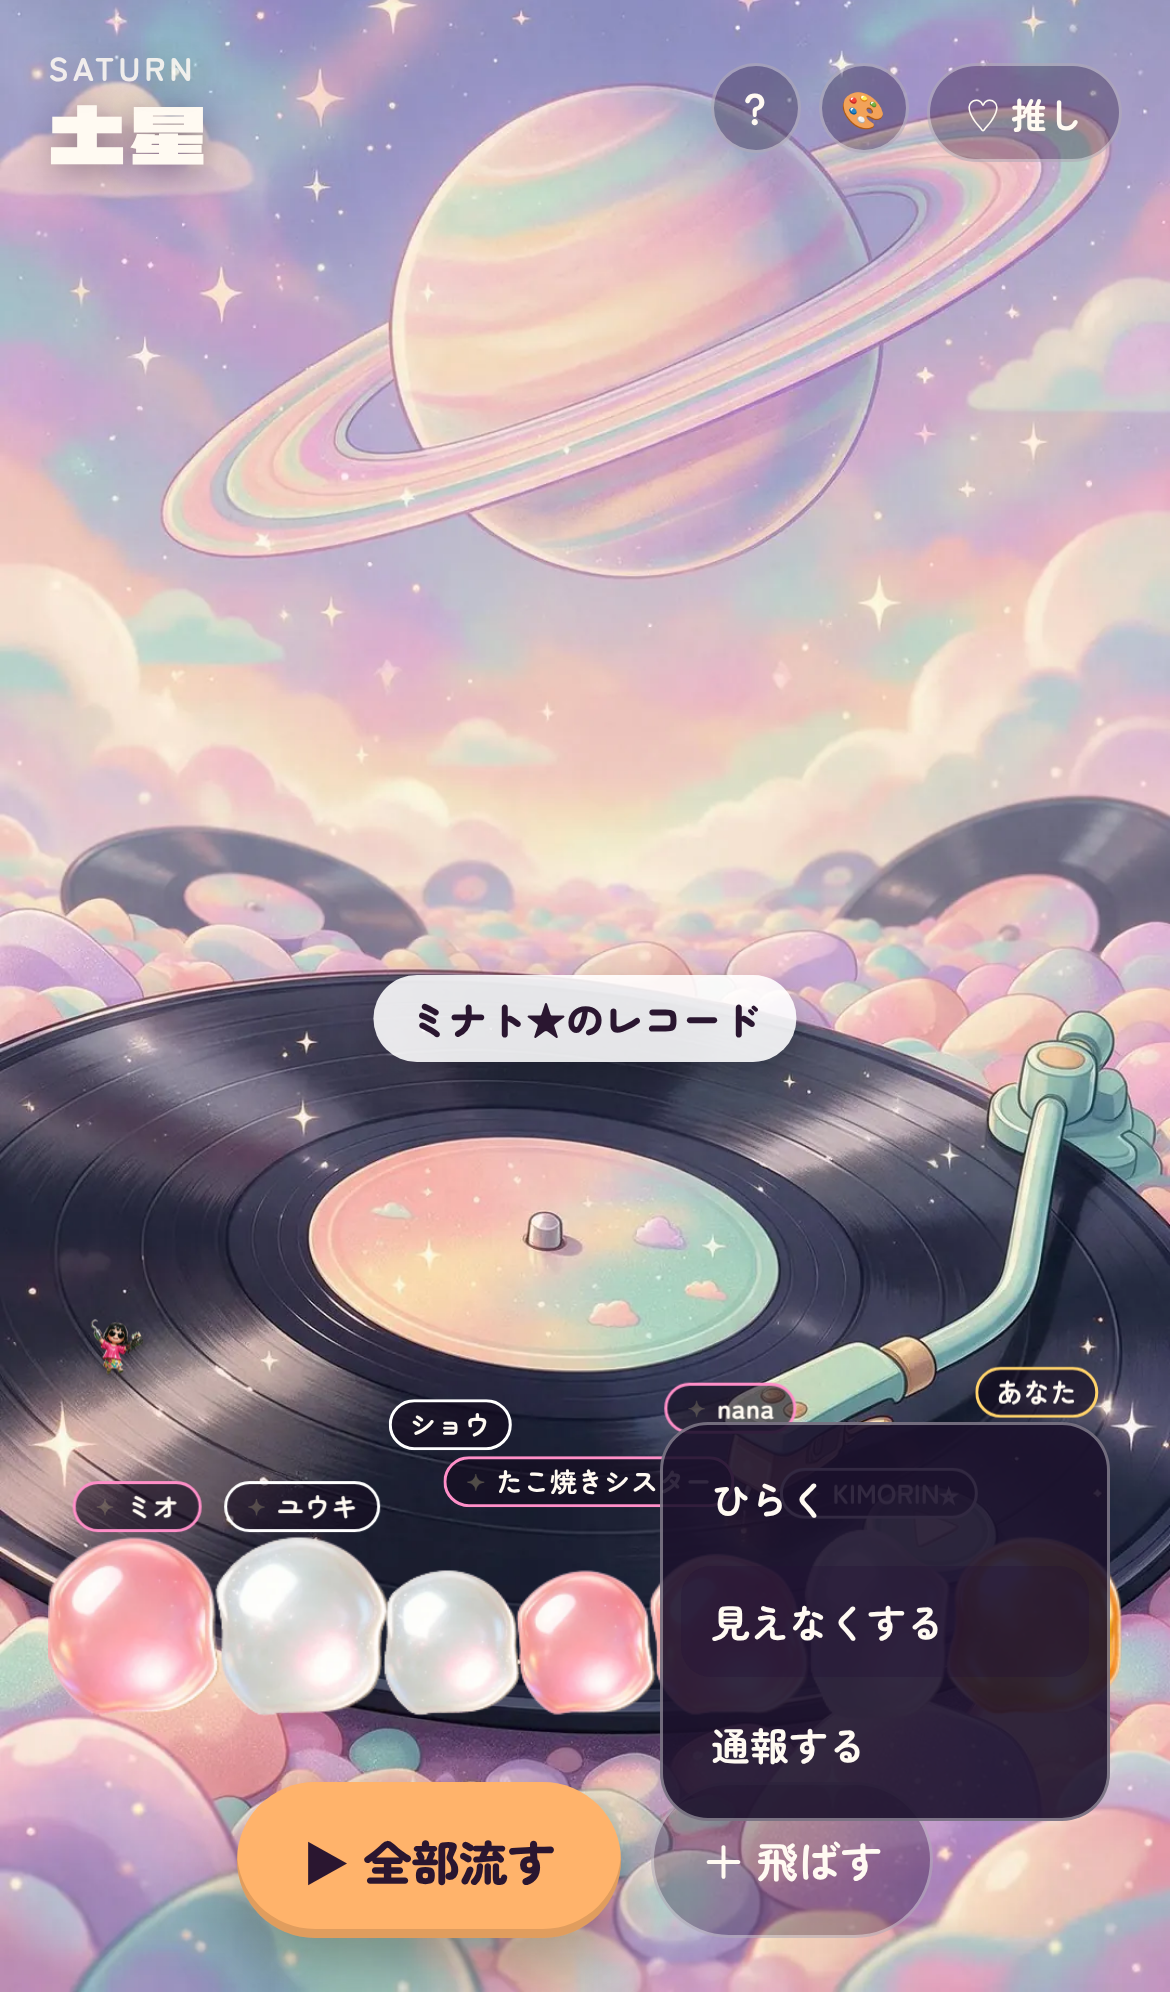 SATURN
土星
?
♡ 推し
ミナト★のレコード
あなた
nana
ショウ
たこ焼きシスター
KIMORIN★
ミオ
ユウキ
ひらく
見えなくする
通報する
▶ 全部流す
＋ 飛ばす